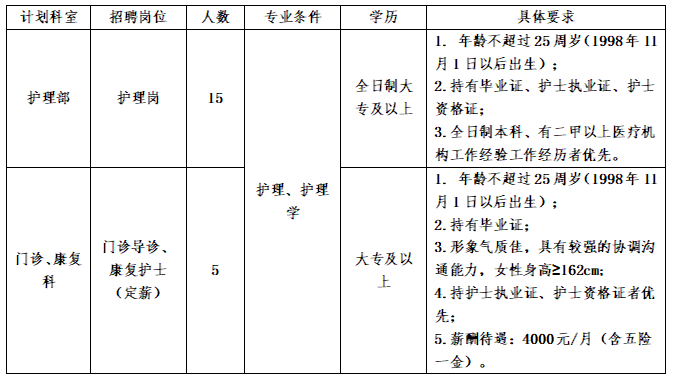 计划科室 招聘岗位 人数 专业条件 学历 具体要求
护理部 护理岗 15
护理、护理
学
全日制大
专及以上
1. 年龄不超过25周岁(1998年11
月1日以后出生)；
2.持有毕业证、护士执业证、护士
资格证；
3.全日制本科、有二甲以上医疗机
构工作经验工作经历者优先。
门诊、康复
科
门诊导诊、
康复护士
（定薪）
5
大专及以
上
1. 年龄不超过25周岁(1998年11
月1日以后出生)；
2.持有毕业证；
3.形象气质佳，具有较强的协调沟
通能力，女性身高≥162cm；
4.持护士执业证、护士资格证者优
先；
5.薪酬待遇：4000元/月（含五险
一金）。